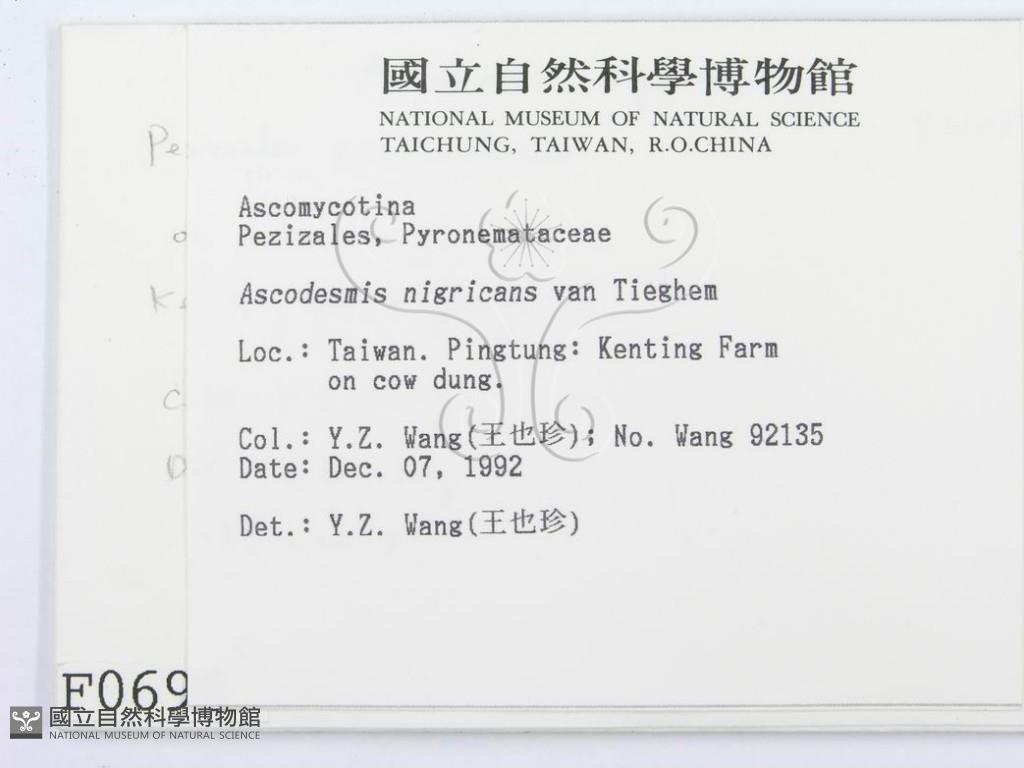 國立自然科學博物館
NATIONAL MUSEUM OF NATURAL SCIENCE
TAICHUNG, TAIWAN, R.O.CHINA
Ascomycotina
Pezizales, Pyronemataceae
Ascodesmis nigricans van Tieghem
Loc.: Taiwan. Pingtung: Kenting Farm
on cow dung.
Col.: Y.Z. Wang(王也珍); No. Wang 92135
Date: Dec. 07, 1992
Det.: Y.Z. Wang(王也珍)
F069
國立自然科學博物館
NATIONAL MUSEUM OF NATURAL SCIENCE